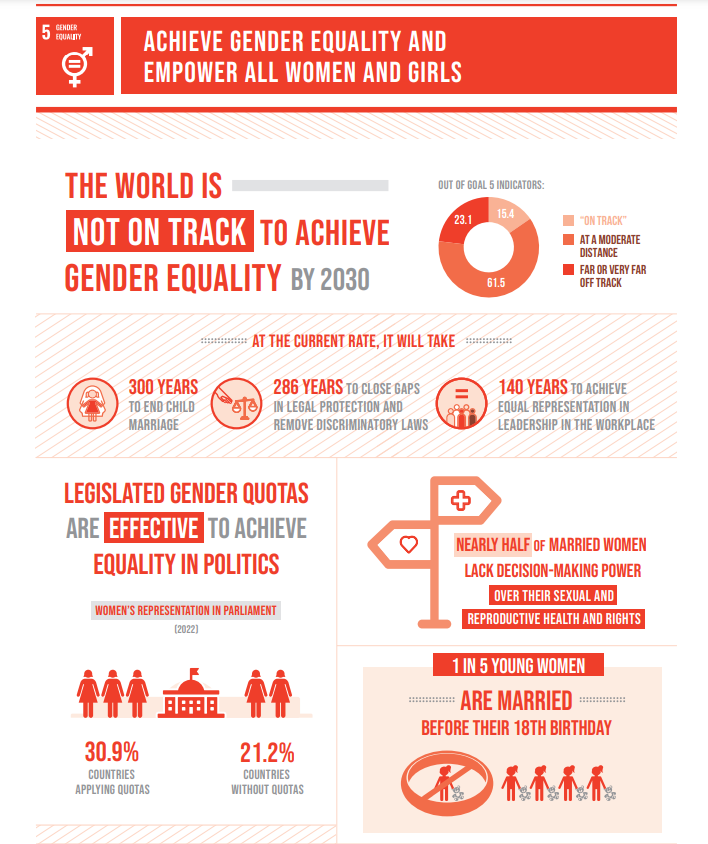 5 GENDER
EQUALITY
ACHIEVE GENDER EQUALITY AND
EMPOWER ALL WOMEN AND GIRLS
THE WORLD IS
NOT ON TRACK TO ACHIEVE
GENDER EQUALITY BY 2030
OUT OF GOAL 5 INDICATORS:
15.4
23.1
61.5
"ON TRACK"
AT A MODERATE
DISTANCE
FAR OR VERY FAR
OFF TRACK
AT THE CURRENT RATE, IT WILL TAKE
300 YEARS
TO END CHILD
MARRIAGE
286 YEARS TO CLOSE GAPS
IN LEGAL PROTECTION AND
REMOVE DISCRIMINATORY LAWS
140 YEARS TO ACHIEVE
EQUAL REPRESENTATION IN
LEADERSHIP IN THE WORKPLACE
LEGISLATED GENDER QUOTAS
ARE EFFECTIVE TO ACHIEVE
EQUALITY IN POLITICS
WOMEN'S REPRESENTATION IN PARLIAMENT
(2022)
30.9%
COUNTRIES
APPLYING QUOTAS
21.2%
COUNTRIES
WITHOUT QUOTAS
NEARLY HALF OF MARRIED WOMEN
LACK DECISION-MAKING POWER
OVER THEIR SEXUAL AND
REPRODUCTIVE HEALTH AND RIGHTS
1 IN 5 YOUNG WOMEN
ARE MARRIED
BEFORE THEIR 18TH BIRTHDAY